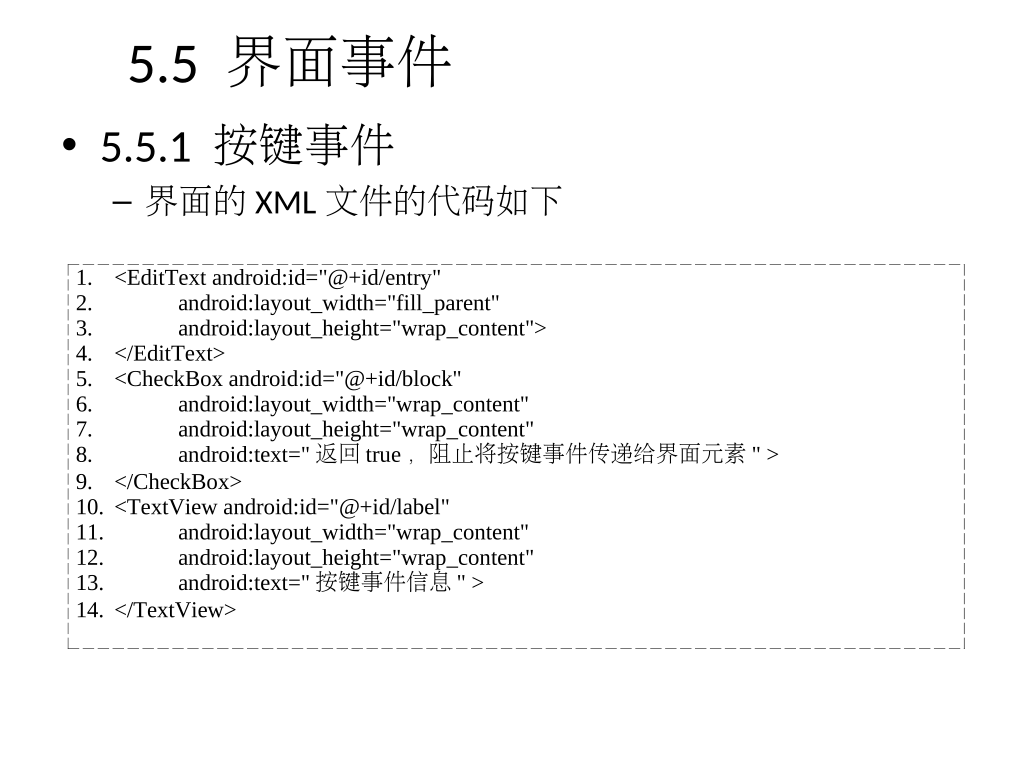 5.5 界面事件
• 5.5.1 按键事件
– 界面的 XML 文件的代码如下
1. <EditText android:id="@+id/entry"
2. android:layout_width="fill_parent"
3. android:layout_height="wrap_content">
4. </EditText>
5. <CheckBox android:id="@+id/block"
6. android:layout_width="wrap_content"
7. android:layout_height="wrap_content"
8. android:text=" 返回 true ，阻止将按键事件传递给界面元素 " >
9. </CheckBox>
10. <TextView android:id="@+id/label"
11. android:layout_width="wrap_content"
12. android:layout_height="wrap_content"
13. android:text=" 按键事件信息 " >
14. </TextView>